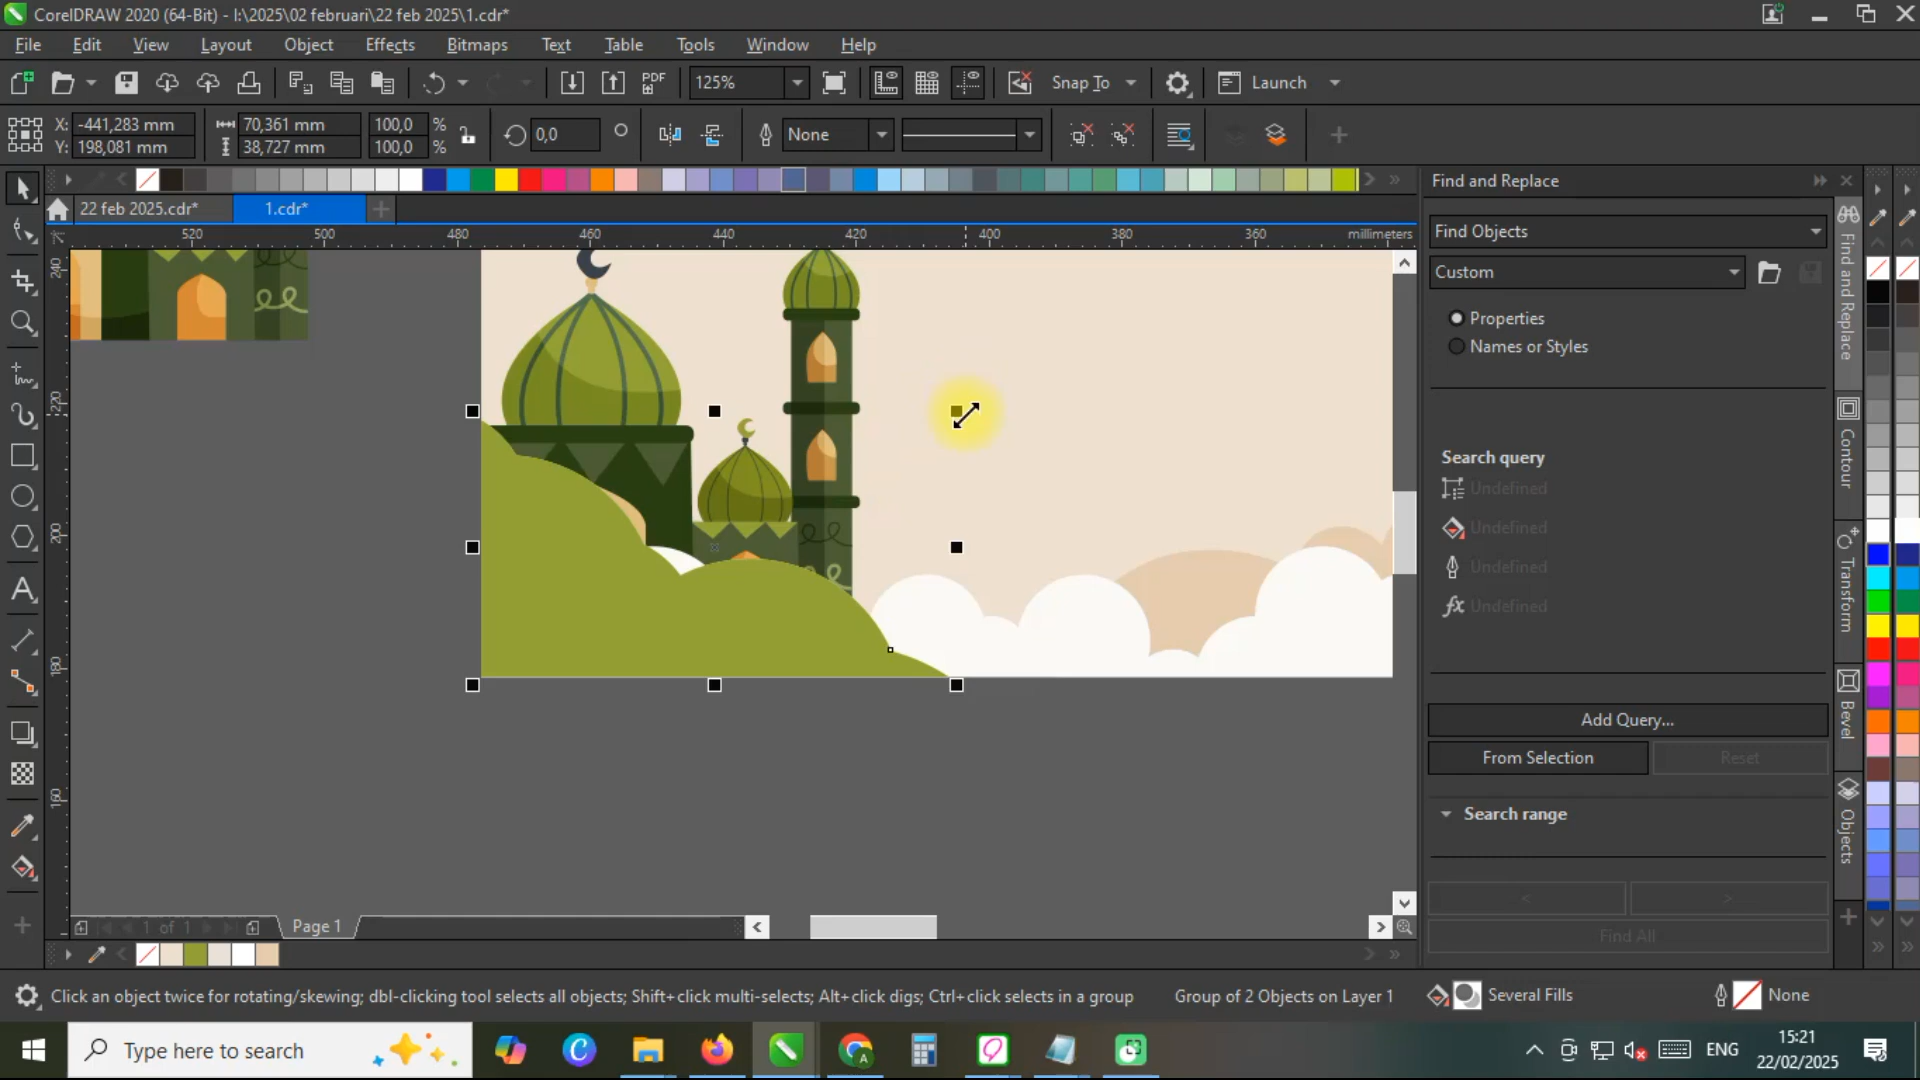 CorelDRAW 2020 (64-Bit) - I:\2025\02 februari\22 feb 2025\1.cdr*
File Edit View Layout Object Effects Bitmaps Text Table Tools Window Help
PDF 125% Snap To Launch
X: -441,283 mm 70,361 mm 100,0 %
Y: 198,081 mm 38,727 mm 100,0 %
0,0 ° None
22 feb 2025.cdr* 1.cdr*
520 500 480 460 440 420 400 380 360 millimeters
240
220
200
180
160
Find and Replace
Find Objects
Custom
Properties
Names or Styles
Search query
Undefined
Undefined
Undefined
fx Undefined
Add Query...
From Selection Reset
Search range
< >
Find All
Find and Replace
Contour
Transform
Bevel
Objects
1 of 1 Page 1
Click an object twice for rotating/skewing; dbl-clicking tool selects all objects; Shift+click multi-selects; Alt+click digs; Ctrl+click selects in a group Group of 2 Objects on Layer 1 Several Fills None
Type here to search ENG 15:21
22/02/2025